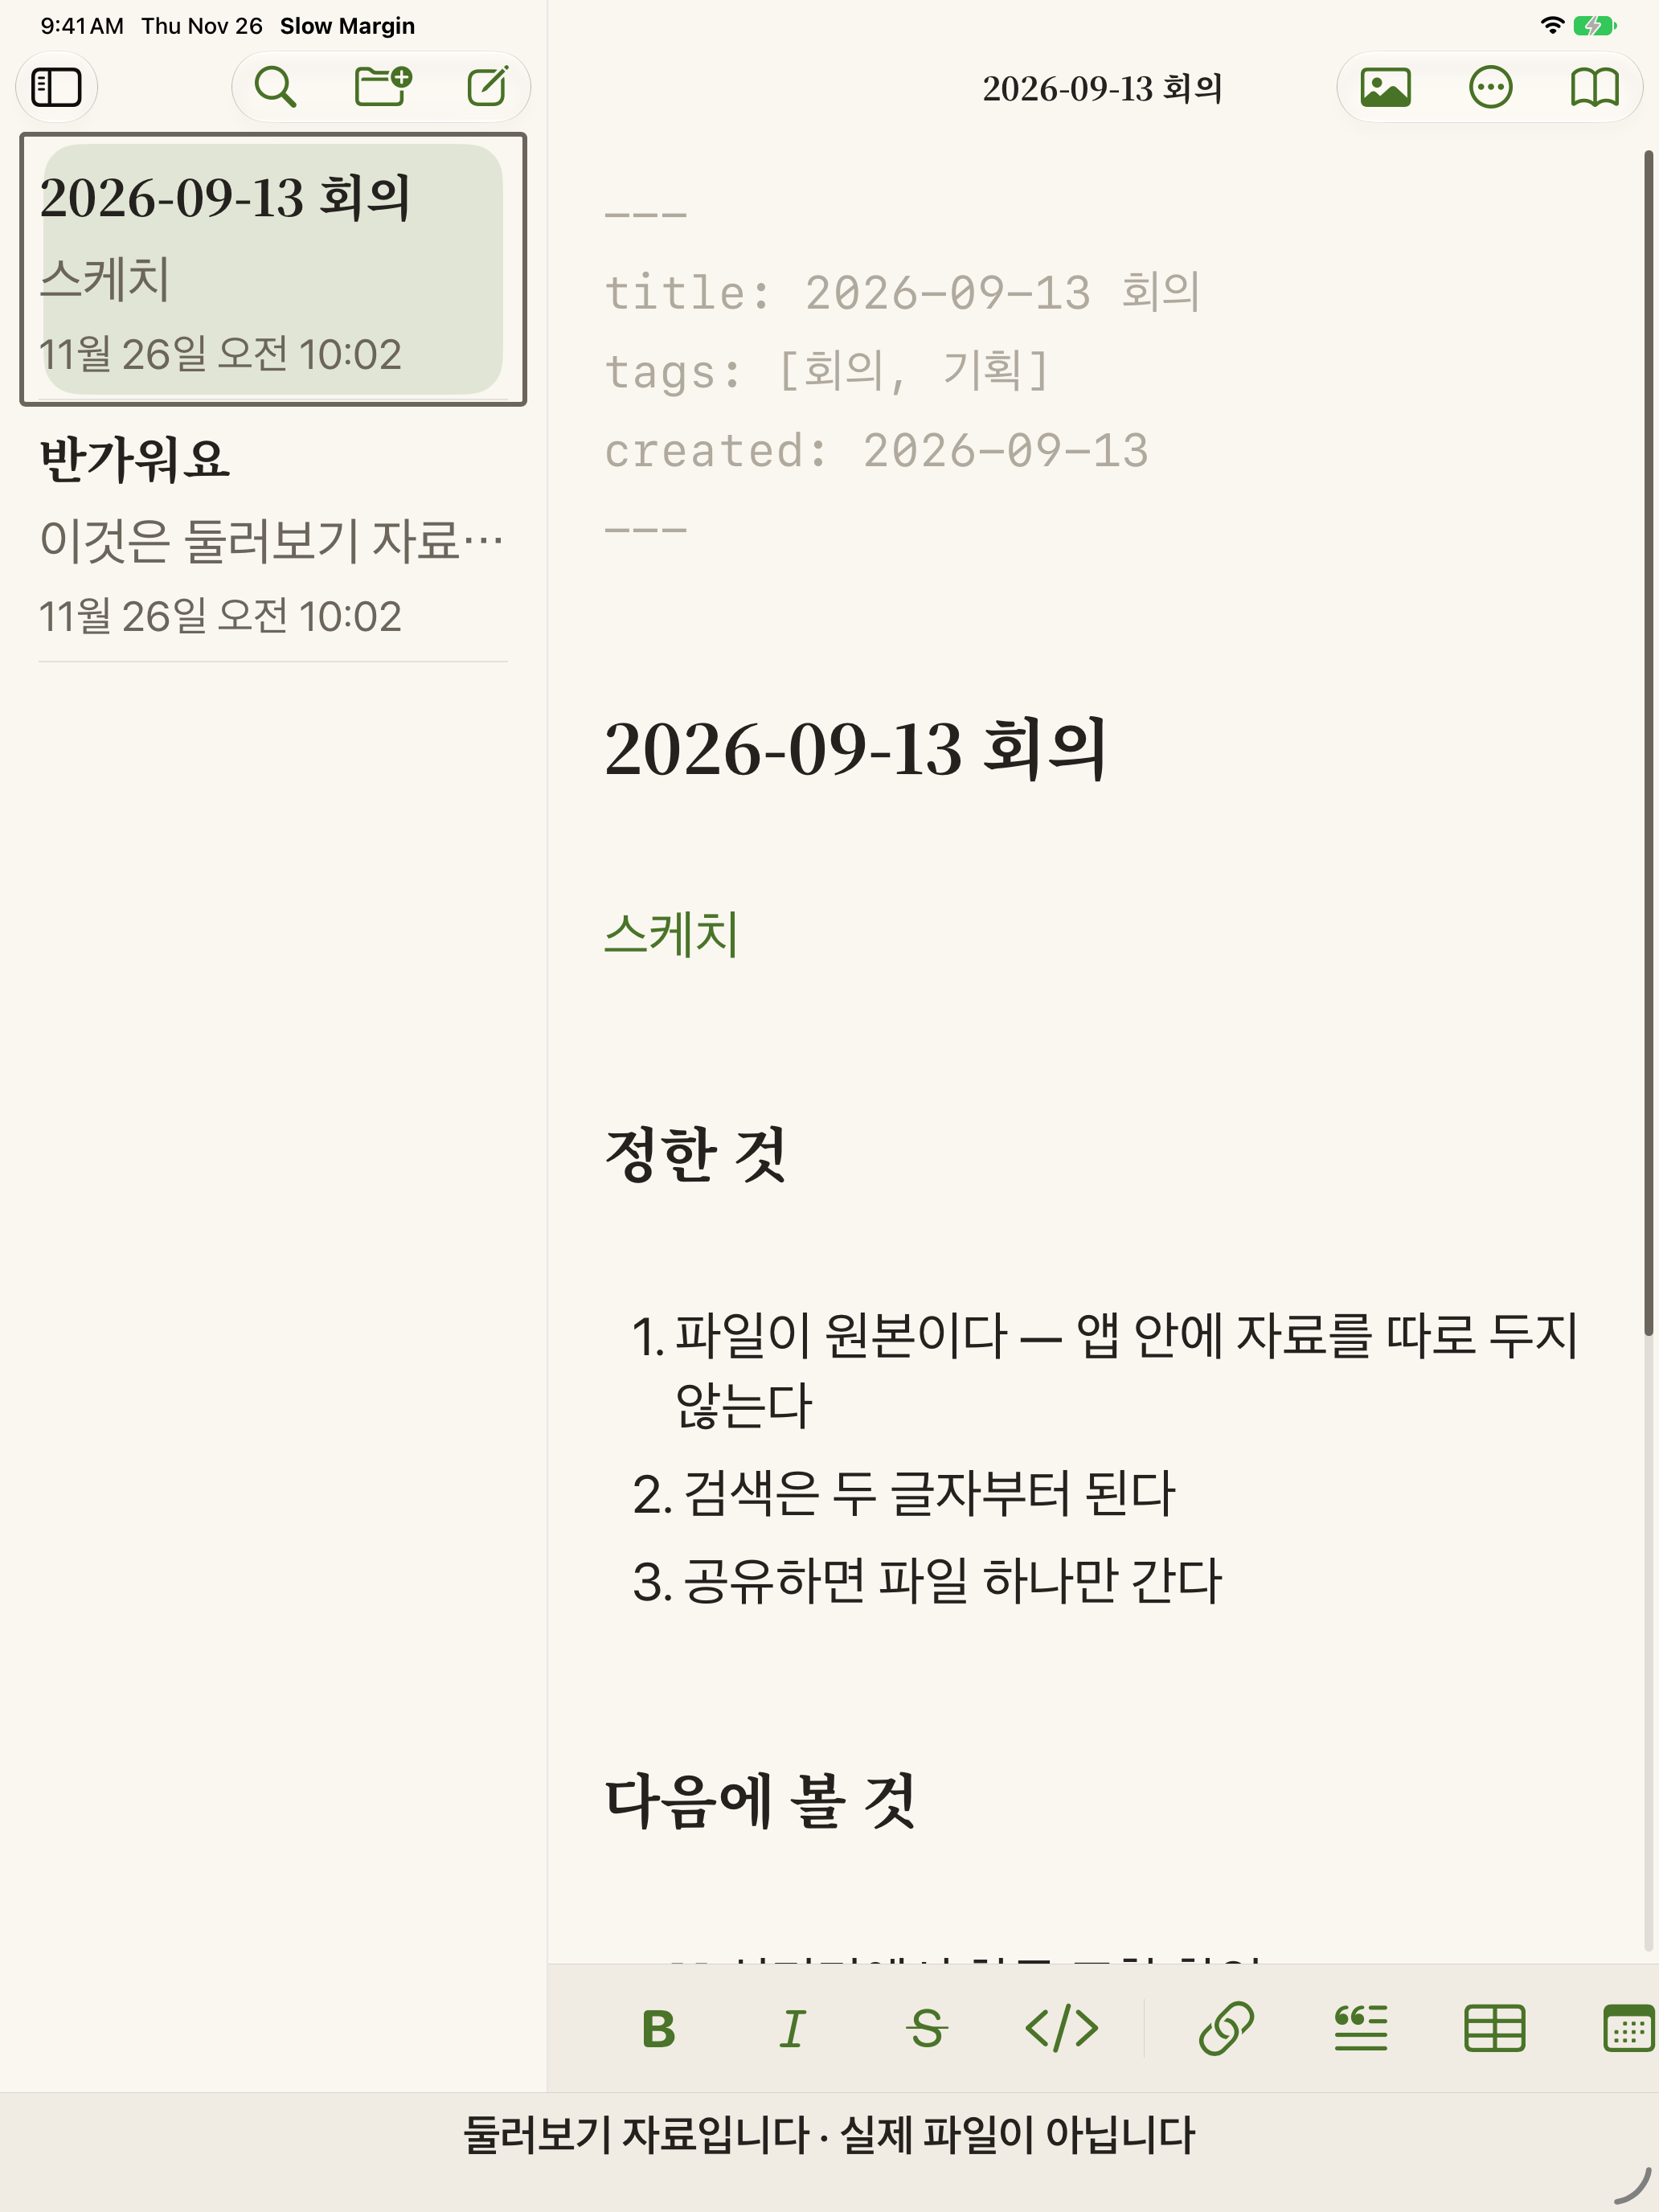 9:41 AM Thu Nov 26 Slow Margin
2026-09-13 회의
스케치
11월 26일 오전 10:02
반가워요
이것은 둘러보기 자료…
11월 26일 오전 10:02
2026-09-13 회의
---
title: 2026-09-13 회의
tags: [회의, 기획]
created: 2026-09-13
---
2026-09-13 회의
스케치
정한 것
1. 파일이 원본이다 — 앱 안에 자료를 따로 두지
않는다
2. 검색은 두 글자부터 된다
3. 공유하면 파일 하나만 간다
다음에 볼 것
B I S </>
둘러보기 자료입니다 · 실제 파일이 아닙니다